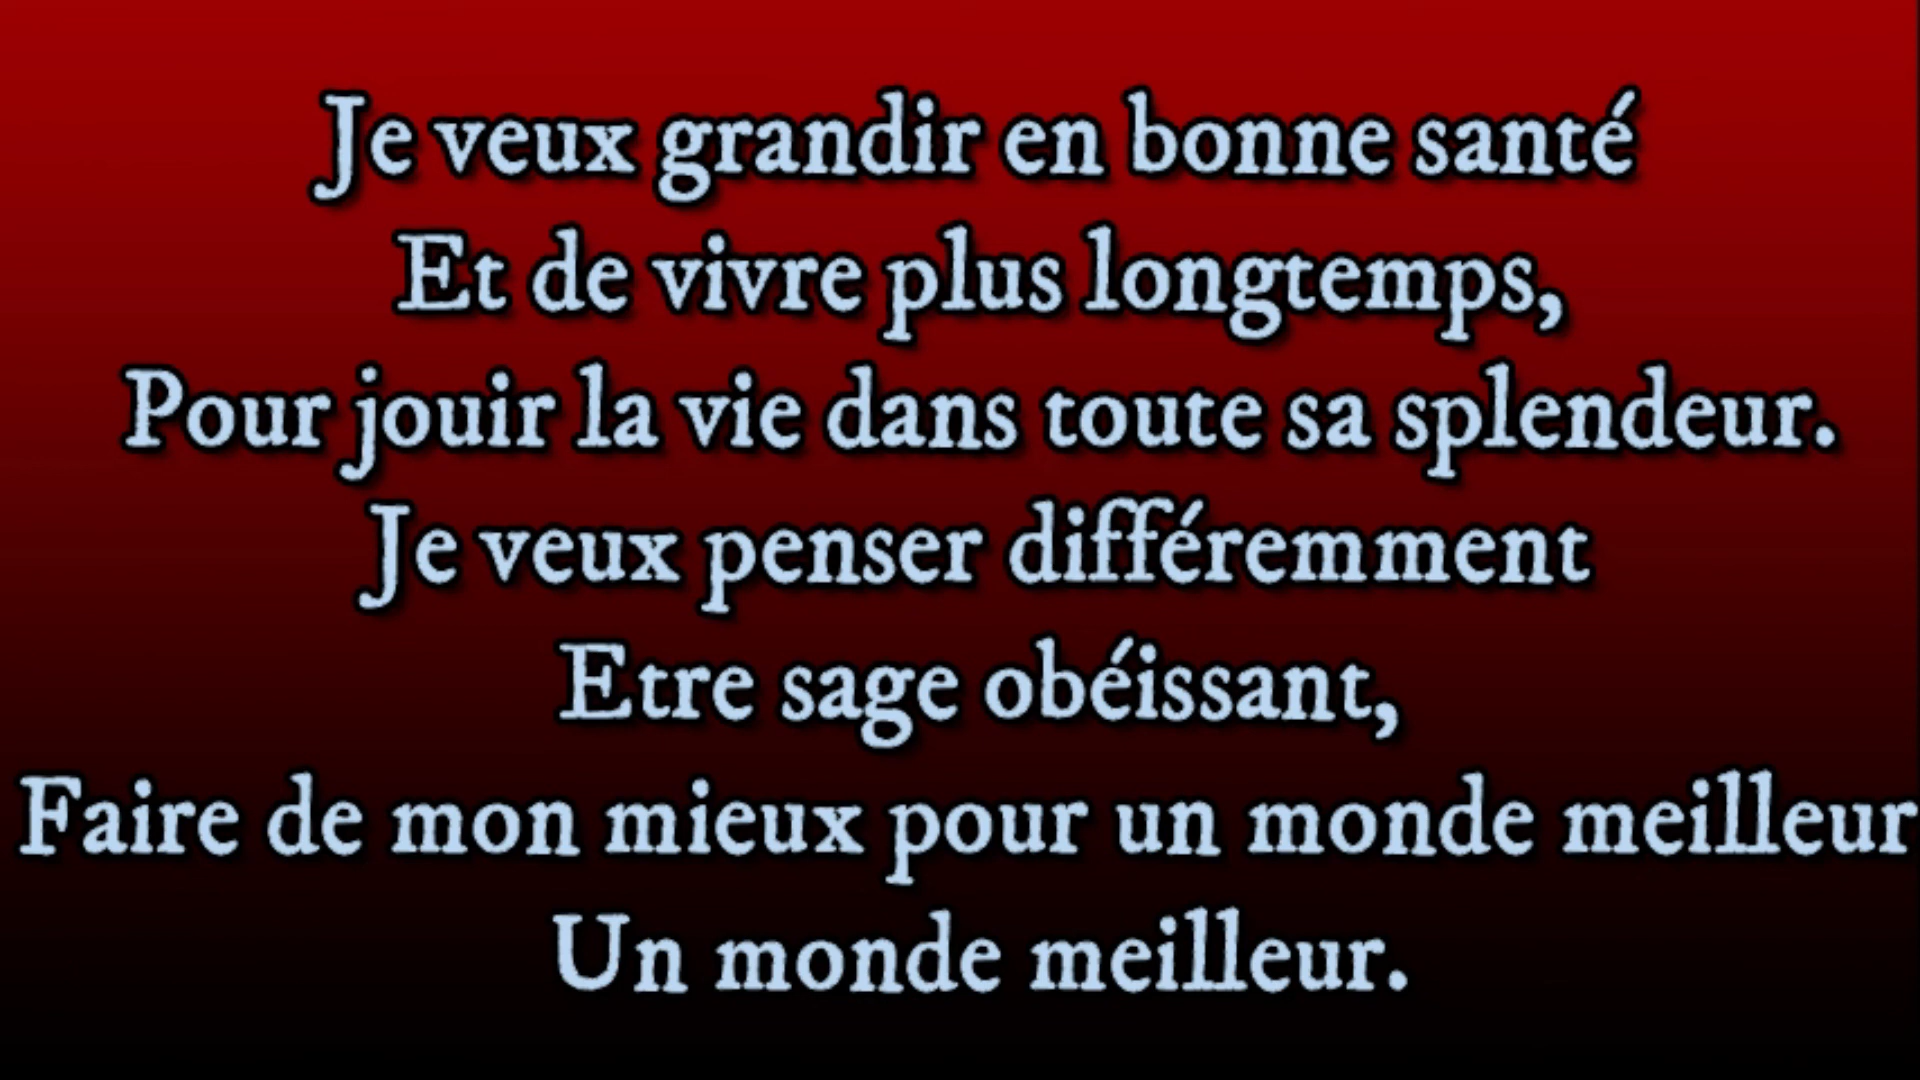 Je veux grandir en bonne santé
Et de vivre plus longtemps,
Pour jouir la vie dans toute sa splendeur.
Je veux penser différemment
Etre sage obéissant,
Faire de mon mieux pour un monde meilleur
Un monde meilleur.